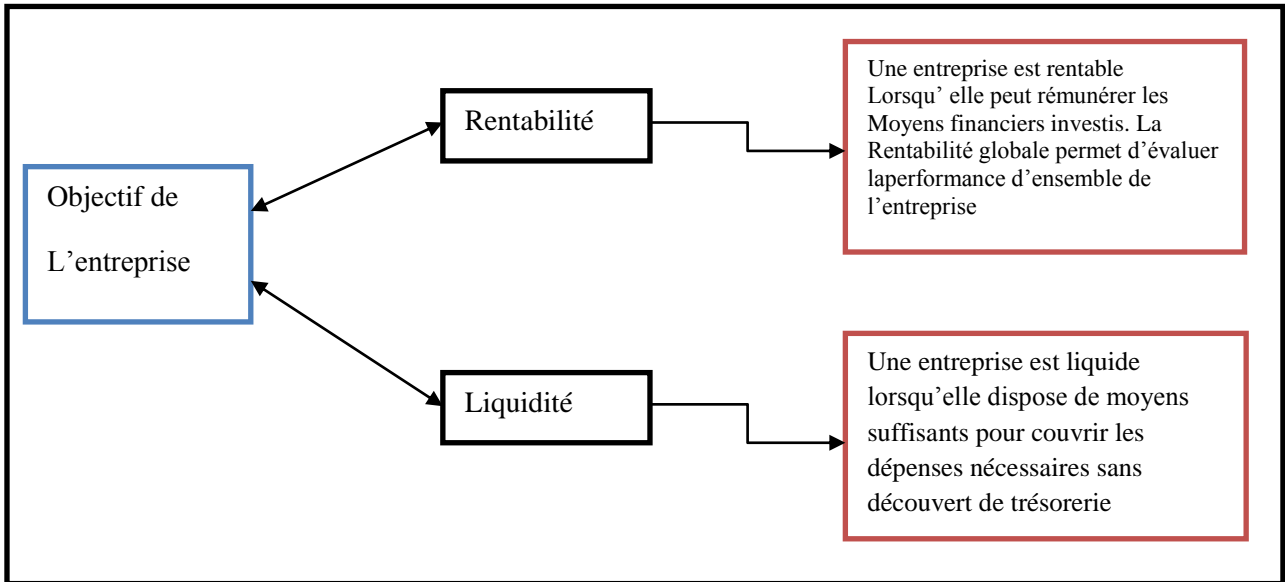 Objectif de
L’entreprise
Rentabilité
Une entreprise est rentable
Lorsqu’ elle peut rémunérer les
Moyens financiers investis. La
Rentabilité globale permet d’évaluer
laperformance d’ensemble de
l’entreprise
Liquidité
Une entreprise est liquide
lorsqu’elle dispose de moyens
suffisants pour couvrir les
dépenses nécessaires sans
découvert de trésorerie